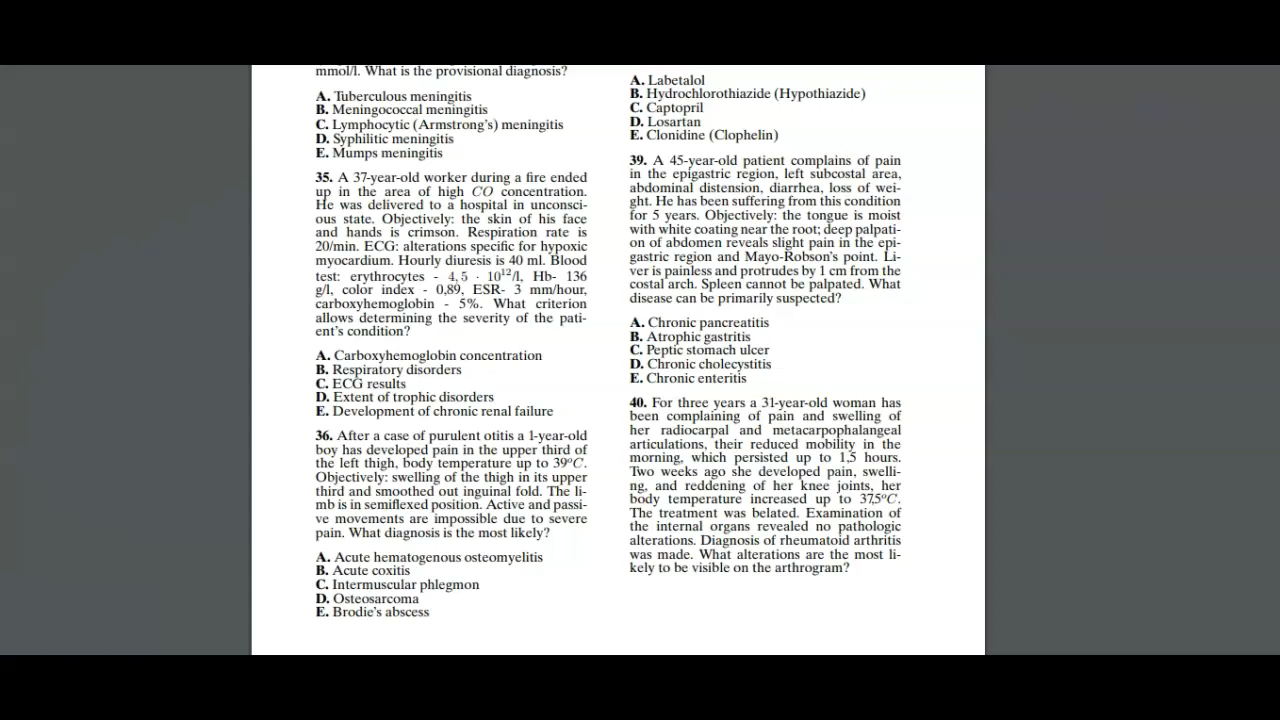 mmol/l. What is the provisional diagnosis?
A. Tuberculous meningitis
B. Meningococcal meningitis
C. Lymphocytic (Armstrong's) meningitis
D. Syphilitic meningitis
E. Mumps meningitis
35. A 37-year-old worker during a fire ended
up in the area of high CO concentration.
He was delivered to a hospital in unconsci-
ous state. Objectively: the skin of his face
and hands is crimson. Respiration rate is
20/min. ECG: alterations specific for hypoxic
myocardium. Hourly diuresis is 40 ml. Blood
test: erythrocytes - 4, 5 · 10¹²/l, Hb- 136
g/l, color index - 0,89, ESR- 3 mm/hour,
carboxyhemoglobin - 5%. What criterion
allows determining the severity of the pati-
ent's condition?
A. Carboxyhemoglobin concentration
B. Respiratory disorders
C. ECG results
D. Extent of trophic disorders
E. Development of chronic renal failure
36. After a case of purulent otitis a 1-year-old
boy has developed pain in the upper third of
the left thigh, body temperature up to 39°C.
Objectively: swelling of the thigh in its upper
third and smoothed out inguinal fold. The li-
mb is in semiflexed position. Active and passi-
ve movements are impossible due to severe
pain. What diagnosis is the most likely?
A. Acute hematogenous osteomyelitis
B. Acute coxitis
C. Intermuscular phlegmon
D. Osteosarcoma
E. Brodie's abscess
A. Labetalol
B. Hydrochlorothiazide (Hypothiazide)
C. Captopril
D. Losartan
E. Clonidine (Clophelin)
39. A 45-year-old patient complains of pain
in the epigastric region, left subcostal area,
abdominal distension, diarrhea, loss of wei-
ght. He has been suffering from this condition
for 5 years. Objectively: the tongue is moist
with white coating near the root; deep palpati-
on of abdomen reveals slight pain in the epi-
gastric region and Mayo-Robson's point. Li-
ver is painless and protrudes by 1 cm from the
costal arch. Spleen cannot be palpated. What
disease can be primarily suspected?
A. Chronic pancreatitis
B. Atrophic gastritis
C. Peptic stomach ulcer
D. Chronic cholecystitis
E. Chronic enteritis
40. For three years a 31-year-old woman has
been complaining of pain and swelling of
her radiocarpal and metacarpophalangeal
articulations, their reduced mobility in the
morning, which persisted up to 1,5 hours.
Two weeks ago she developed pain, swelli-
ng, and reddening of her knee joints, her
body temperature increased up to 37,5°C.
The treatment was belated. Examination of
the internal organs revealed no pathologic
alterations. Diagnosis of rheumatoid arthritis
was made. What alterations are the most li-
kely to be visible on the arthrogram?